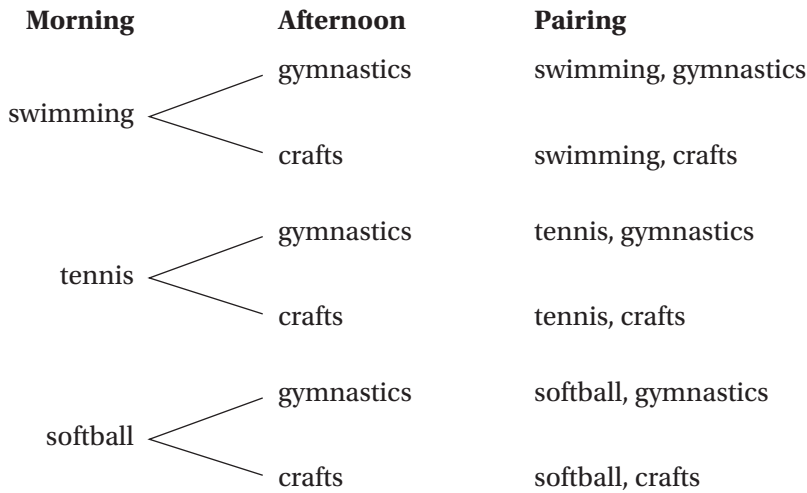 Morning Afternoon Pairing
gymnastics swimming, gymnastics
swimming
crafts swimming, crafts
gymnastics tennis, gymnastics
tennis
crafts tennis, crafts
gymnastics softball, gymnastics
softball
crafts softball, crafts